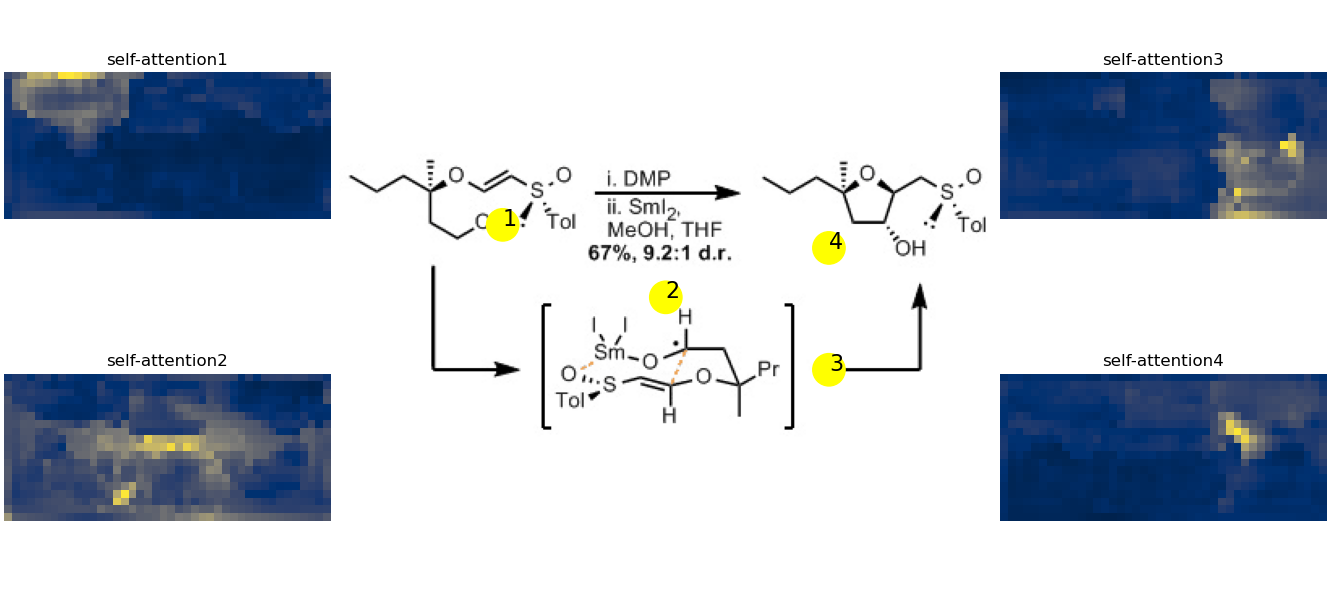 self-attention1
self-attention3
O
S
O
Tol
1
i. DMP
ii. SmI2,
MeOH, THF
67%, 9.2:1 d.r.
O
S
O
Tol
OH
4
self-attention2
self-attention4
2
H
I I
Sm
O
O
S
Tol
O
Pr
H
3